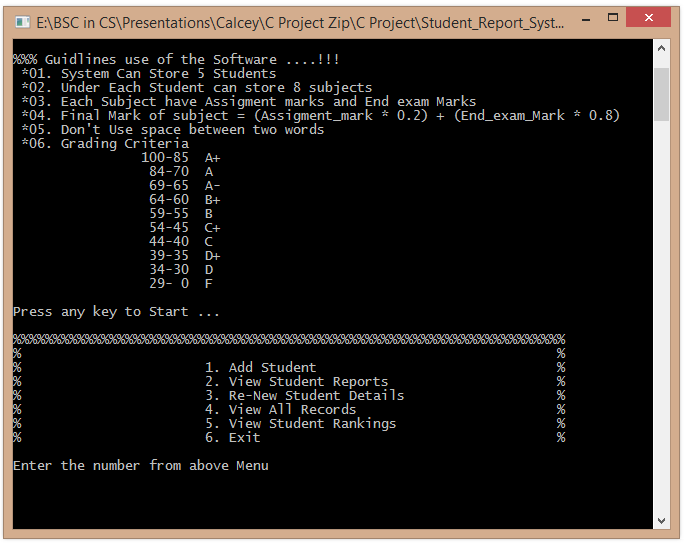 E:\BSC in CS\Presentations\Calcey\C Project Zip\C Project\Student_Report_Syst...
%%% Guidlines use of the Software ....!!!
*01. System Can Store 5 Students
*02. Under Each Student can store 8 subjects
*03. Each Subject have Assigment marks and End exam Marks
*04. Final Mark of subject = (Assigment_mark * 0.2) + (End_exam_Mark * 0.8)
*05. Don't Use space between two words
*06. Grading Criteria
100-85 A+
84-70 A
69-65 A-
64-60 B+
59-55 B
54-45 C+
44-40 C
39-35 D+
34-30 D
29- 0 F
Press any key to Start ...
%%%%%%%%%%%%%%%%%%%%%%%%%%%%%%%%%%%%%%%%%%%%%%%%%%%%%%%%%%%%%%%%%%%%%%%
% %
% 1. Add Student %
% 2. View Student Reports %
% 3. Re-New Student Details %
% 4. View All Records %
% 5. View Student Rankings %
% 6. Exit %
Enter the number from above Menu